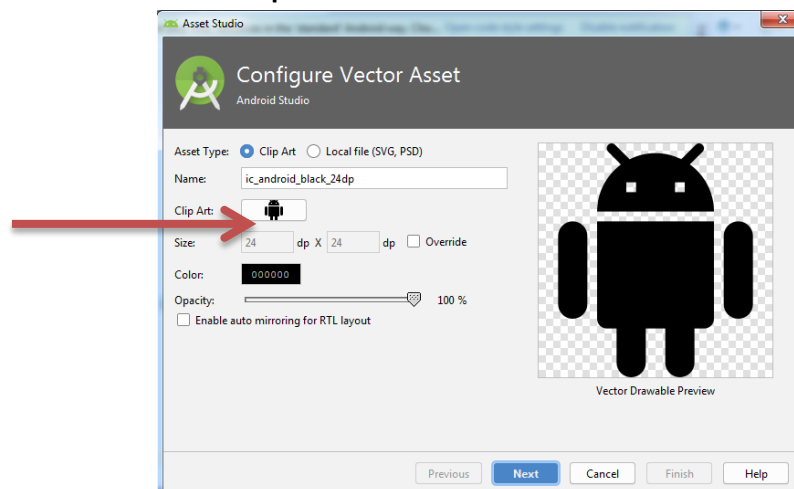 Asset Studio
Configure Vector Asset
Android Studio
Asset Type: Clip Art Local file (SVG, PSD)
Name: ic_android_black_24dp
Clip Art:
Size: 24 dp X 24 dp Override
Color: 000000
Opacity: 100 %
Enable auto mirroring for RTL layout
Vector Drawable Preview
Previous Next Cancel Finish Help